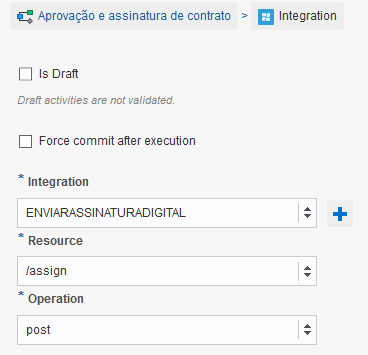 Aprovação e assinatura de contrato > Integration
Is Draft
Draft activities are not validated.
Force commit after execution
* Integration
ENVIARASSINATURADIGITAL
* Resource
/assign
* Operation
post